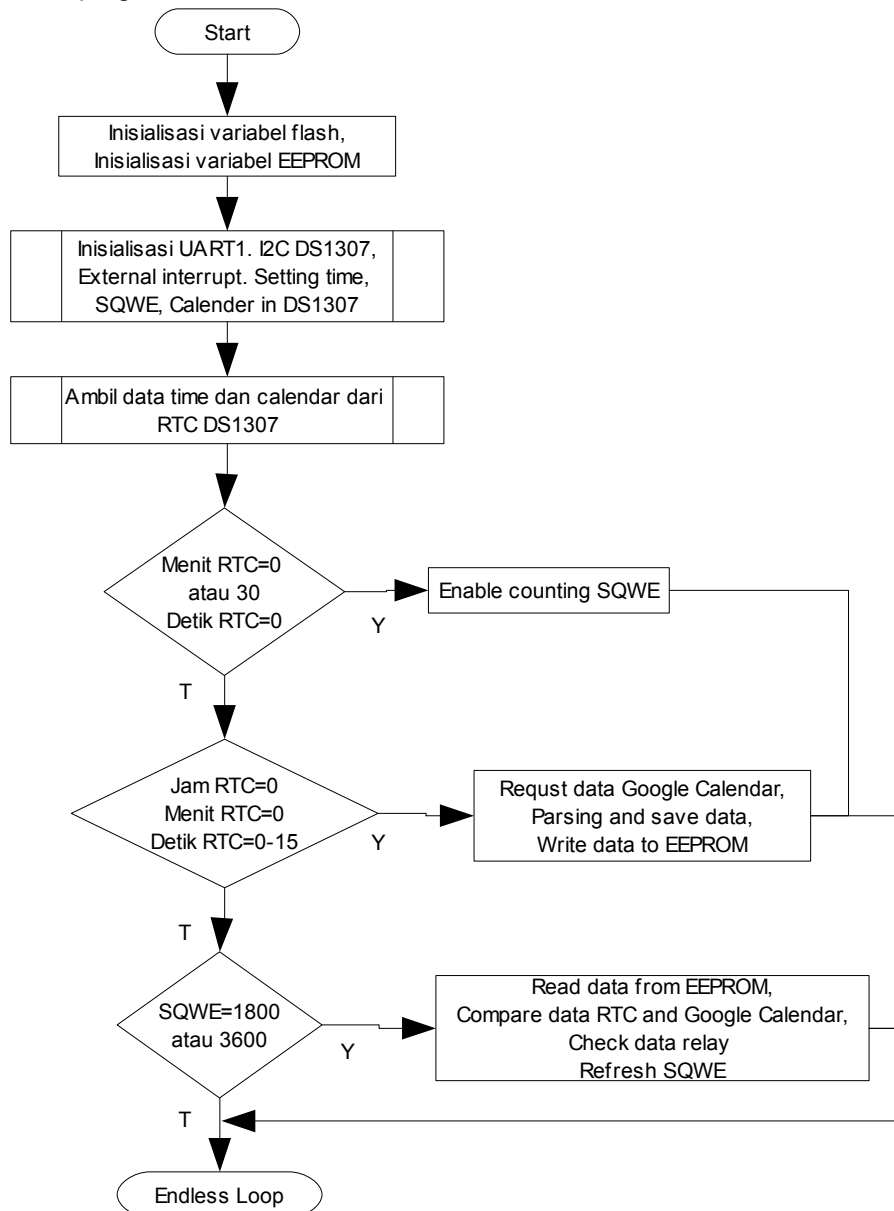 Start
Inisialisasi variabel flash,
Inisialisasi variabel EEPROM
Inisialisasi UART1. I2C DS1307,
External interrupt. Setting time,
SQWE, Calender in DS1307
Ambil data time dan calendar dari
RTC DS1307
Menit RTC=0
atau 30
Detik RTC=0
Y
Enable counting SQWE
T
Jam RTC=0
Menit RTC=0
Detik RTC=0-15
Y
Requst data Google Calendar,
Parsing and save data,
Write data to EEPROM
T
SQWE=1800
atau 3600
Y
Read data from EEPROM,
Compare data RTC and Google Calendar,
Check data relay
Refresh SQWE
T
Endless Loop